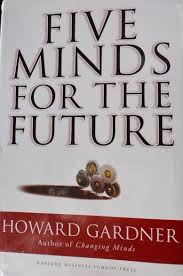 FIVE
MINDS
FOR THE
FUTURE
HOWARD GARDNER
Author of Changing Minds
HARVARD BUSINESS SCHOOL PRESS